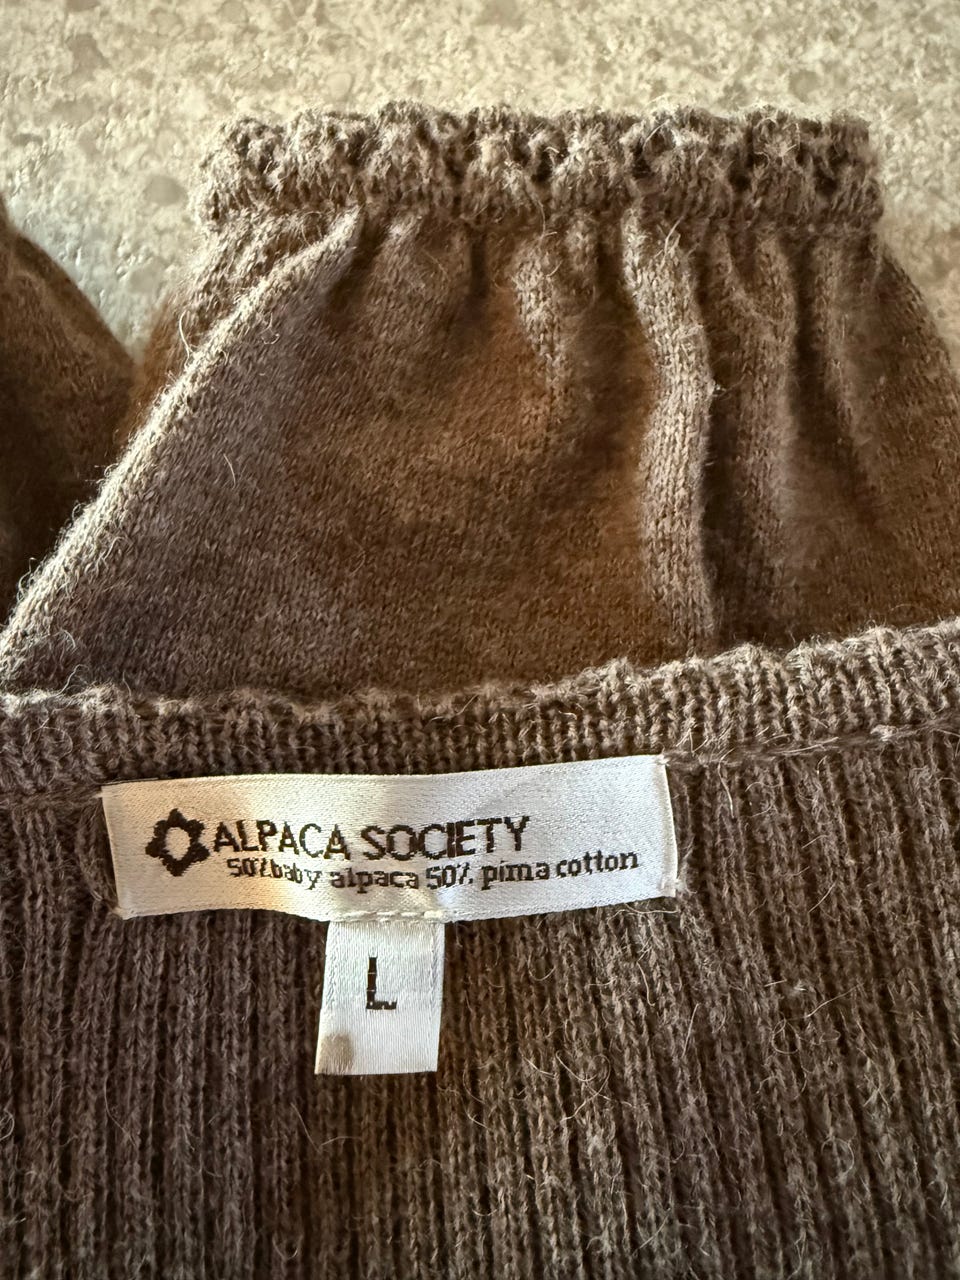 ALPACA SOCIETY
50% baby alpaca 50% pima cotton
L